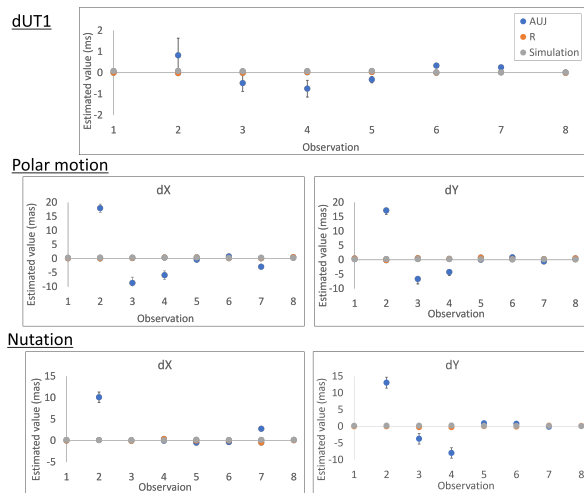 dUT1
Estimated value (ms)
2
1
0
-1
-2
1 2 3 4 5 6 7 8
Observation
AUJ
R
Simulation
Polar motion
dX
Estimated value (mas)
20
15
10
5
0
-5
-10
1 2 3 4 5 6 7 8
Observation
dY
Estimated value (mas)
20
15
10
5
0
-5
-10
1 2 3 4 5 6 7 8
Observation
Nutation
dX
Estimated value (mas)
15
10
5
0
-5
1 2 3 4 5 6 7 8
Observaion
dY
Estimated value (mas)
15
10
5
0
-5
-10
1 2 3 4 5 6 7 8
Observation